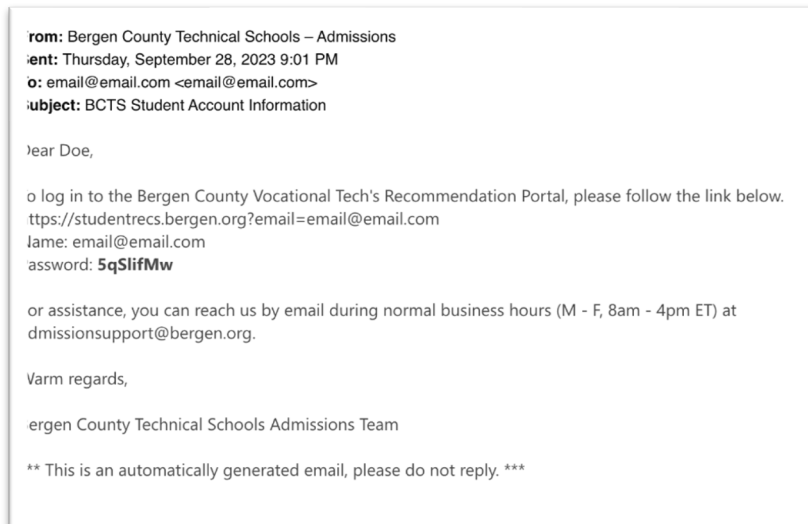 rom: Bergen County Technical Schools – Admissions
ent: Thursday, September 28, 2023 9:01 PM
o: email@email.com <email@email.com>
ubject: BCTS Student Account Information
ear Doe,
o log in to the Bergen County Vocational Tech's Recommendation Portal, please follow the link below.
ttps://studentrecs.bergen.org?email=email@email.com
ame: email@email.com
assword: 5qSlifMw
or assistance, you can reach us by email during normal business hours (M - F, 8am - 4pm ET) at
dmissionsupport@bergen.org.
Warm regards,
ergen County Technical Schools Admissions Team
** This is an automatically generated email, please do not reply. ***